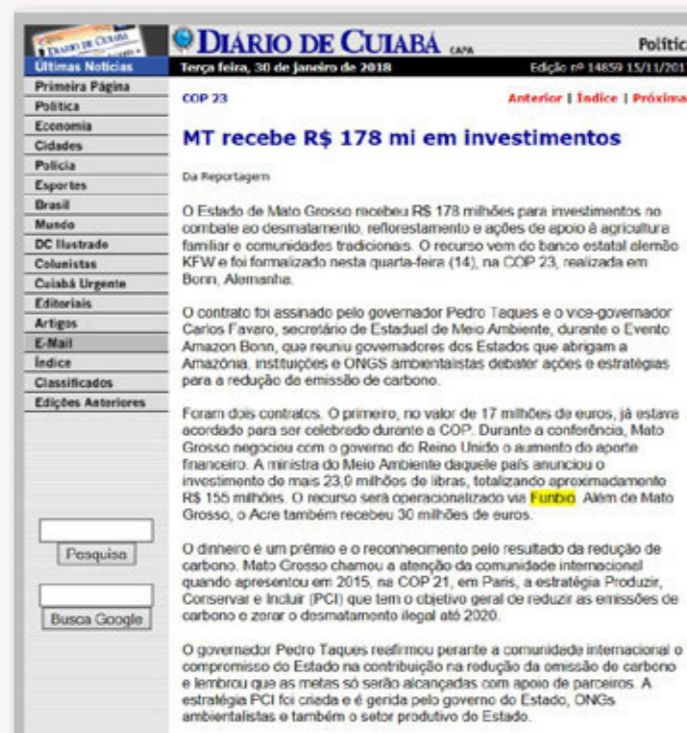 DIÁRIO DE CUIABÁ
DIÁRIO DE CUIABÁ CAPA
Polític
Últimas Notícias
Terça feira, 30 de janeiro de 2018
Edição nº 14859 15/11/201
Primeira Página
Política
Economia
Cidades
Polícia
Esportes
Brasil
Mundo
DC Ilustrado
Colunistas
Cuiabá Urgente
Editoriais
Artigos
E-Mail
Índice
Classificados
Edições Anteriores
Pesquisa
Busca Google
COP 23
Anterior | Índice | Próxima
MT recebe R$ 178 mi em investimentos
Da Reportagem
O Estado de Mato Grosso recebeu R$ 178 milhões para investimentos no
combate ao desmatamento, reflorestamento e ações de apoio à agricultura
familiar e comunidades tradicionais. O recurso vem do banco estatal alemão
KFW e foi formalizado nesta quarta-feira (14), na COP 23, realizada em
Bonn, Alemanha.
O contrato foi assinado pelo governador Pedro Taques e o vice-governador
Carlos Favaro, secretário de Estadual de Meio Ambiente, durante o Evento
Amazon Bonn, que reuniu governadores dos Estados que abrigam a
Amazônia, instituições e ONGS ambientalistas debater ações e estratégias
para a redução da emissão de carbono.
Foram dois contratos. O primeiro, no valor de 17 milhões de euros, já estava
acordado para ser celebrado durante a COP. Durante a conferência, Mato
Grosso negociou com o governo do Reino Unido o aumento do aporte
financeiro. A ministra do Meio Ambiente daquele país anunciou o
investimento de mais 23,9 milhões de libras, totalizando aproximadamento
R$ 155 milhões. O recurso será operacionalizado via Funbio. Além de Mato
Grosso, o Acre também recebeu 30 milhões de euros.
O dinheiro é um prêmio e o reconhecimento pelo resultado da redução de
carbono. Mato Grosso chamou a atenção da comunidade internacional
quando apresentou em 2015, na COP 21, em Paris, a estratégia Produzir,
Conservar e Incluir (PCI) que tem o objetivo geral de reduzir as emissões de
carbono e zerar o desmatamento ilegal até 2020.
O governador Pedro Taques reafirmou perante a comunidade internacional o
compromisso do Estado na contribuição na redução da emissão de carbono
e lembrou que as metas só serão alcançadas com apoio de parceiros. A
estratégia PCI foi criada e é gerida pelo governo do Estado, ONGs
ambientalistas e também o setor produtivo do Estado.